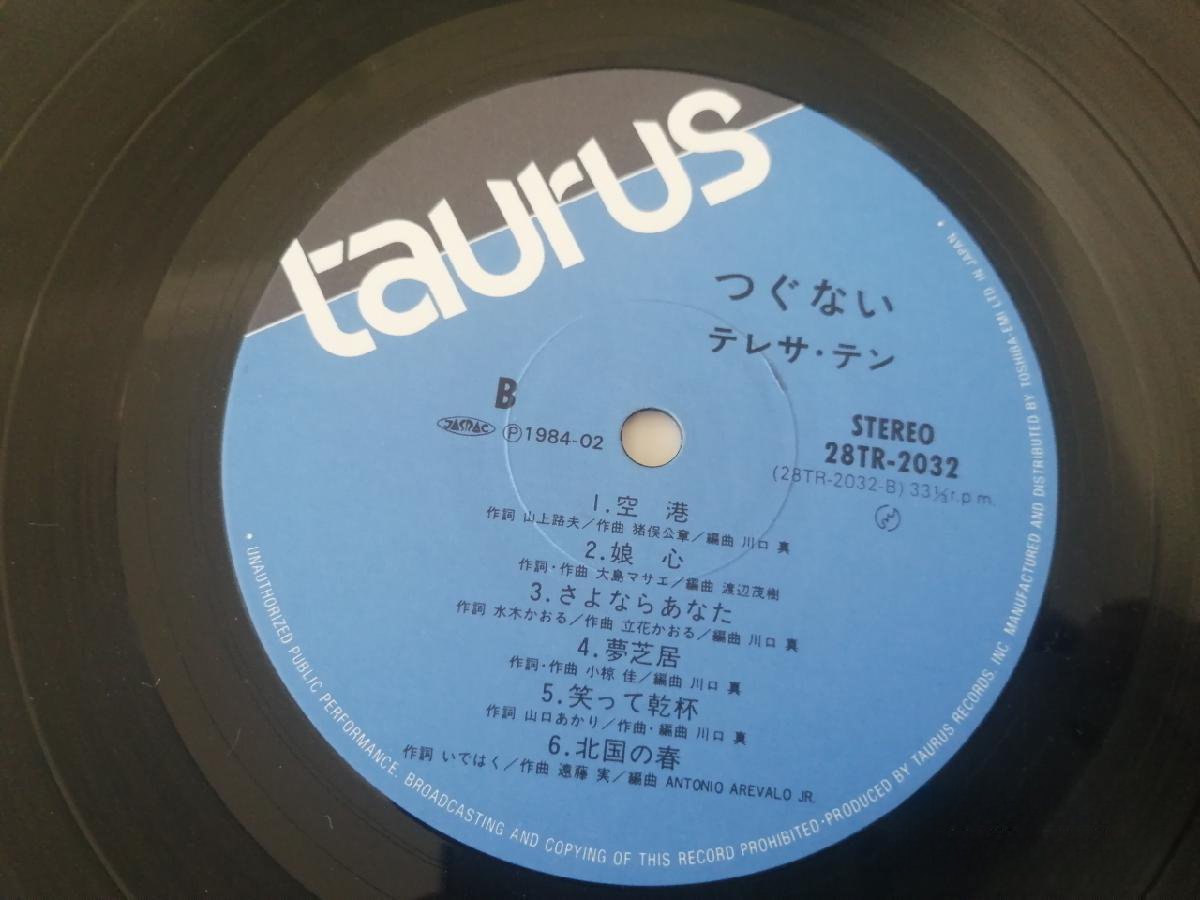 taurus
つぐない
テレサ・テン
B
JASRAC Ⓟ1984-02
STEREO
28TR-2032
(28TR-2032-B) 33⅓r.p.m.
1.空 港
作詞 山上路夫／作曲 猪俣公章／編曲 川口 真
2.娘 心
作詞・作曲 大島マサエ／編曲 渡辺茂樹
3.さよならあなた
作詞 水木かおる／作曲 立花かおる／編曲 川口 真
4.夢芝居
作詞・作曲 小椋 佳／編曲 川口 真
5.笑って乾杯
作詞 山口あかり／作曲・編曲 川口 真
6.北国の春
作詞 いではく／作曲 遠藤 実／編曲 ANTONIO AREVALO JR.
• UNAUTHORIZED PUBLIC PERFORMANCE, BROADCASTING AND COPYING OF THIS RECORD PROHIBITED • PRODUCED BY TAURUS RECORDS, INC MANUFACTURED AND DISTRIBUTED BY TOSHIBA-EMI LTD IN JAPAN •